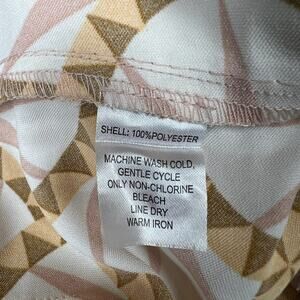 SHELL: 100%POLYESTER
MACHINE WASH COLD,
GENTLE CYCLE
ONLY NON-CHLORINE
BLEACH
LINE DRY
WARM IRON